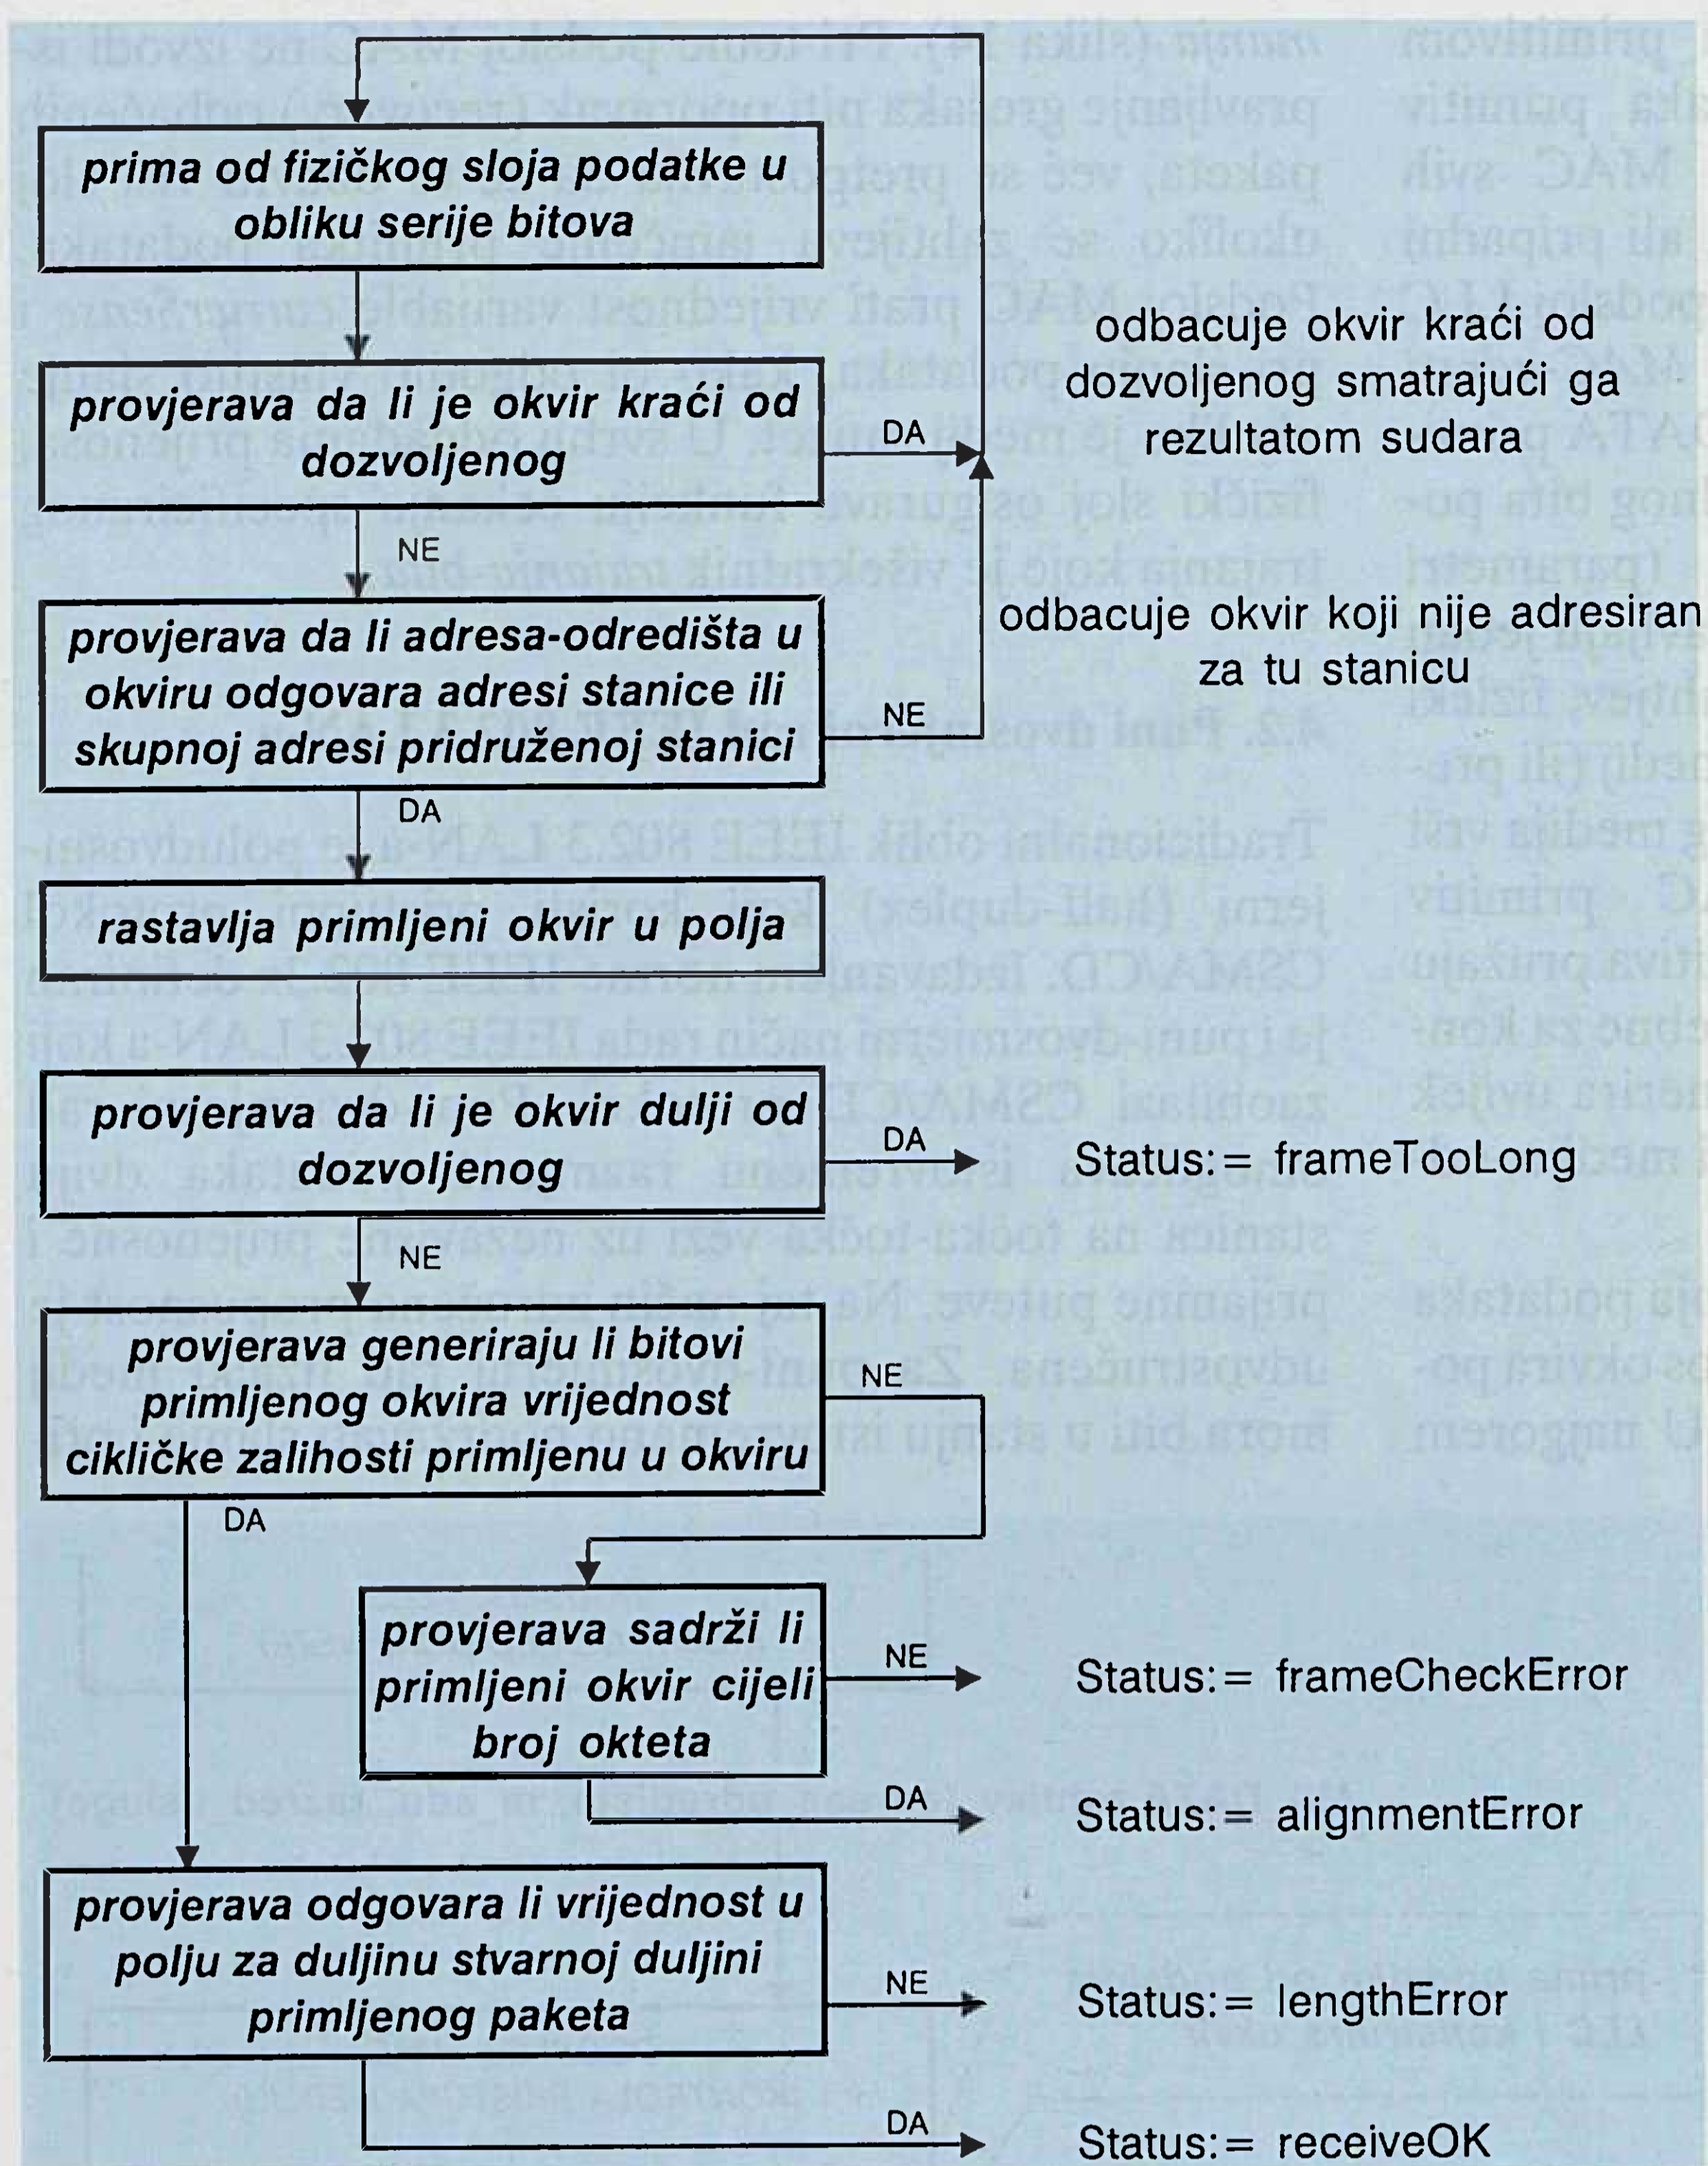 prima od fizičkog sloja podatke u
obliku serije bitova
provjerava da li je okvir kraći od
dozvoljenog
DA
odbacuje okvir kraći od
dozvoljenog smatrajući ga
rezultatom sudara
NE
provjerava da li adresa-odredišta u
okviru odgovara adresi stanice ili
skupnoj adresi pridruženoj stanici
NE
odbacuje okvir koji nije adresiran
za tu stanicu
DA
rastavlja primljeni okvir u polja
provjerava da li je okvir dulji od
dozvoljenog
DA
Status:= frameTooLong
NE
provjerava generiraju li bitovi
primljenog okvira vrijednost
cikličke zalihosti primljenu u okviru
NE
DA
provjerava sadrži li
primljeni okvir cijeli
broj okteta
NE
Status:= frameCheckError
DA
Status:= alignmentError
provjerava odgovara li vrijednost u
polju za duljinu stvarnoj duljini
primljenog paketa
NE
Status:= lengthError
DA
Status:= receiveOK